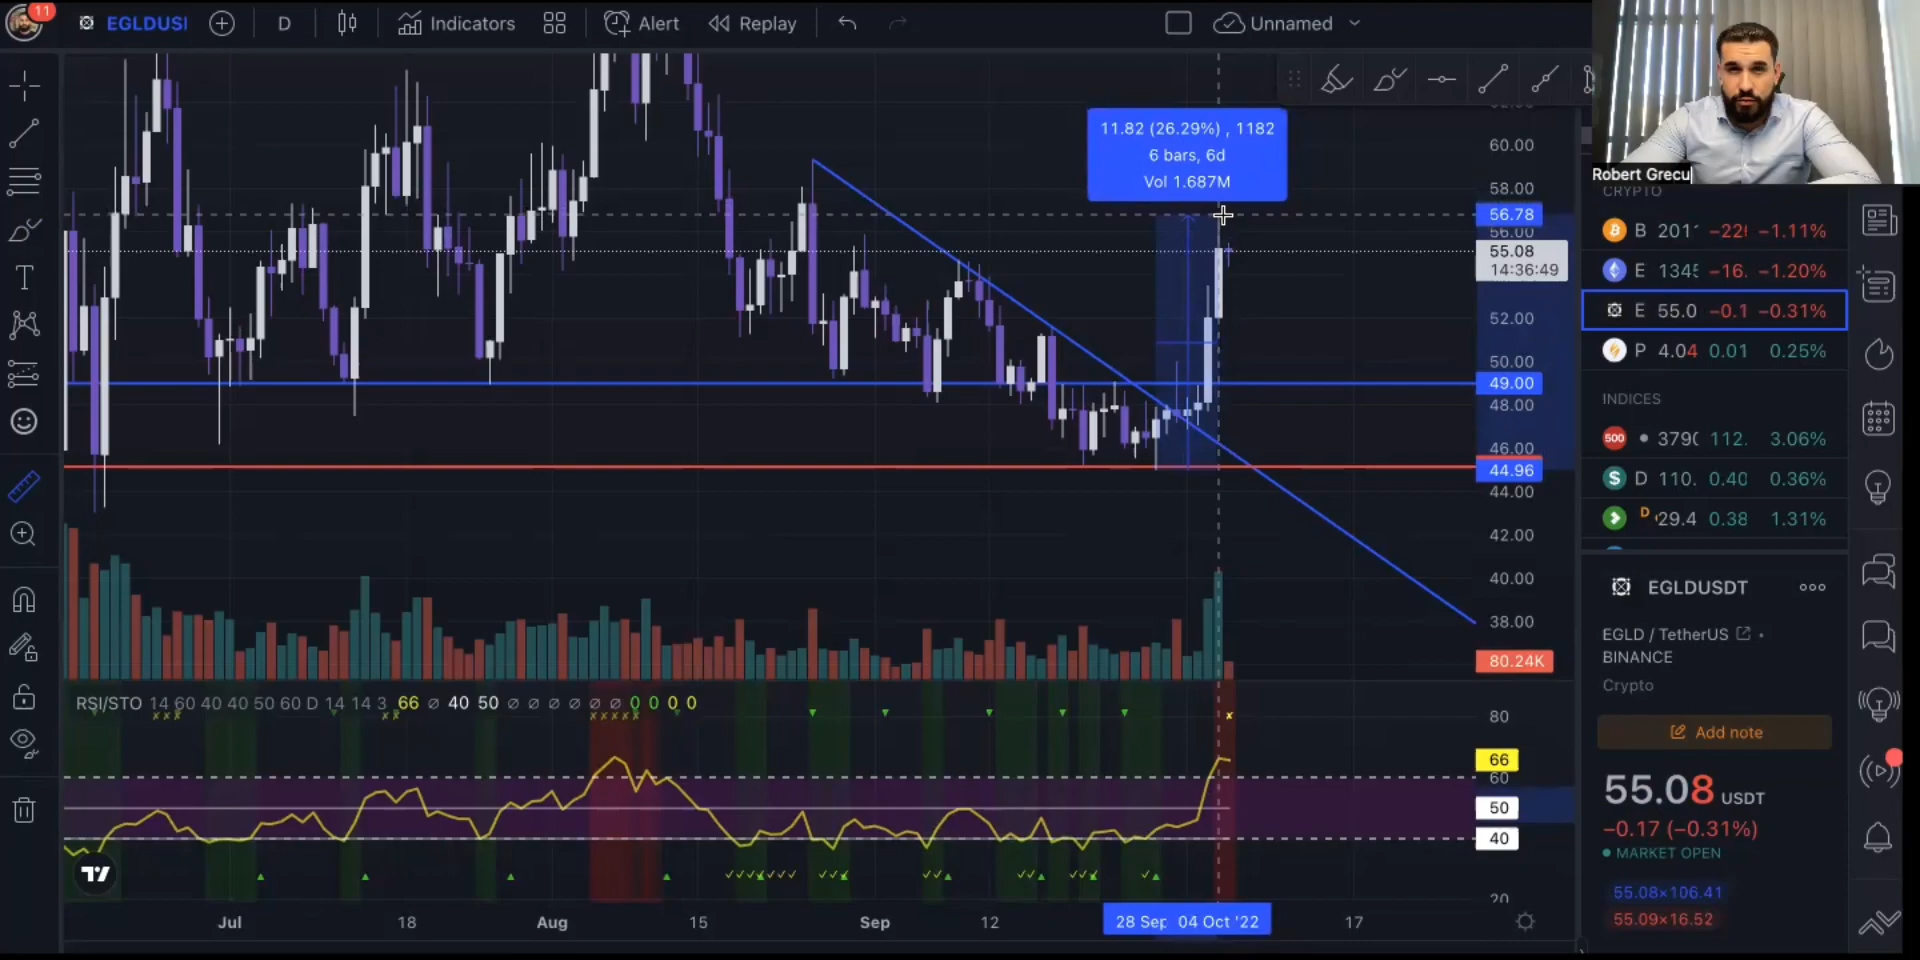 11
EGLDUSI
D
Indicators
Alert
Replay
Unnamed
Robert Grecu
11.82 (26.29%) , 1182
6 bars, 6d
Vol 1.687M
60.00
58.00
56.78
56.00
55.08
14:36:49
52.00
50.00
49.00
48.00
46.00
44.96
44.00
42.00
40.00
38.00
80.24K
RSI/STO 14 60 40 40 50 60 D 14 14 3 66 ∅ 40 50 ∅ ∅ ∅ ∅ ∅ ∅ 0 0 0 0
80
66
60
50
40
20
Jul
18
Aug
15
Sep
12
28 Sep
04 Oct '22
17
CRYPTO
B 201 −22 −1.11%
E 134 −16. −1.20%
E 55.0 −0.1 −0.31%
P 4.04 0.01 0.25%
INDICES
500 379 112. 3.06%
S D 110. 0.40 0.36%
D 29.4 0.38 1.31%
EGLDUSDT
EGLD / TetherUS
BINANCE
Crypto
Add note
55.08 USDT
−0.17 (−0.31%)
MARKET OPEN
55.08×106.41
55.09×16.52